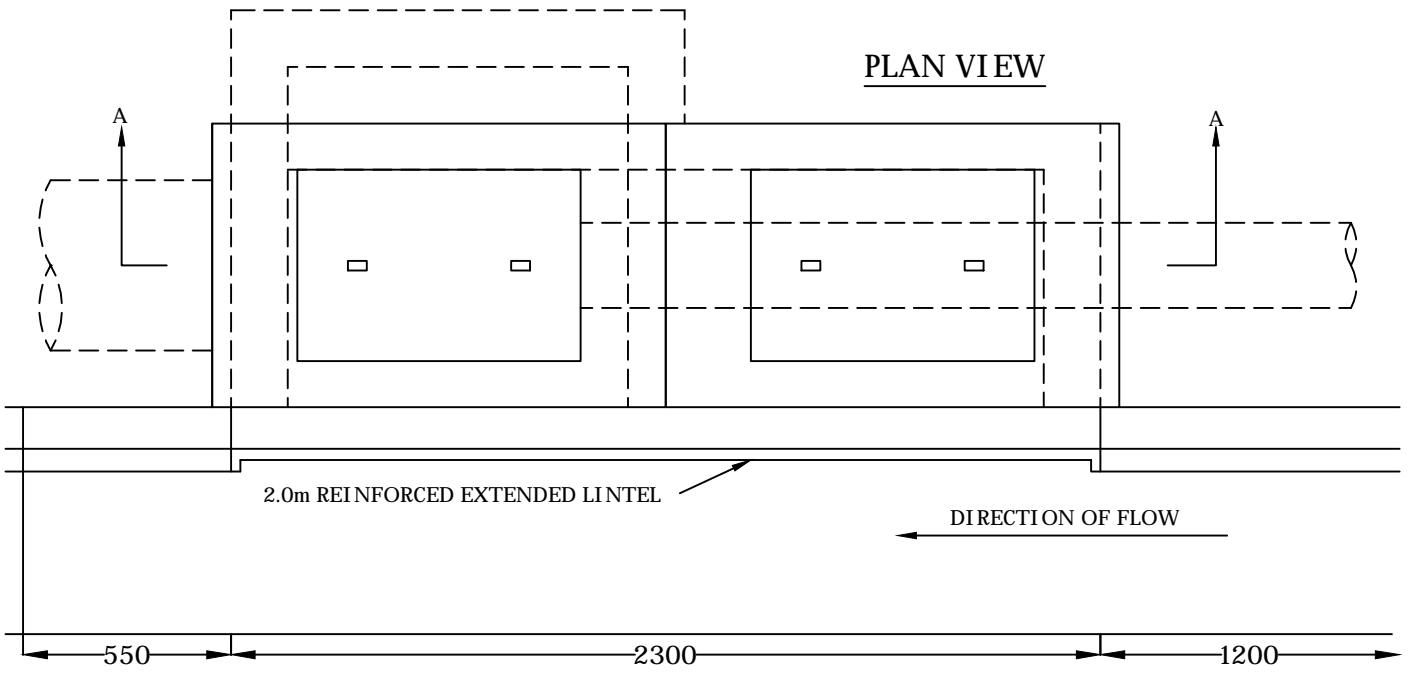 PLAN VIEW
A
A
2.0m REINFORCED EXTENDED LINTEL
DIRECTION OF FLOW
550
2300
1200